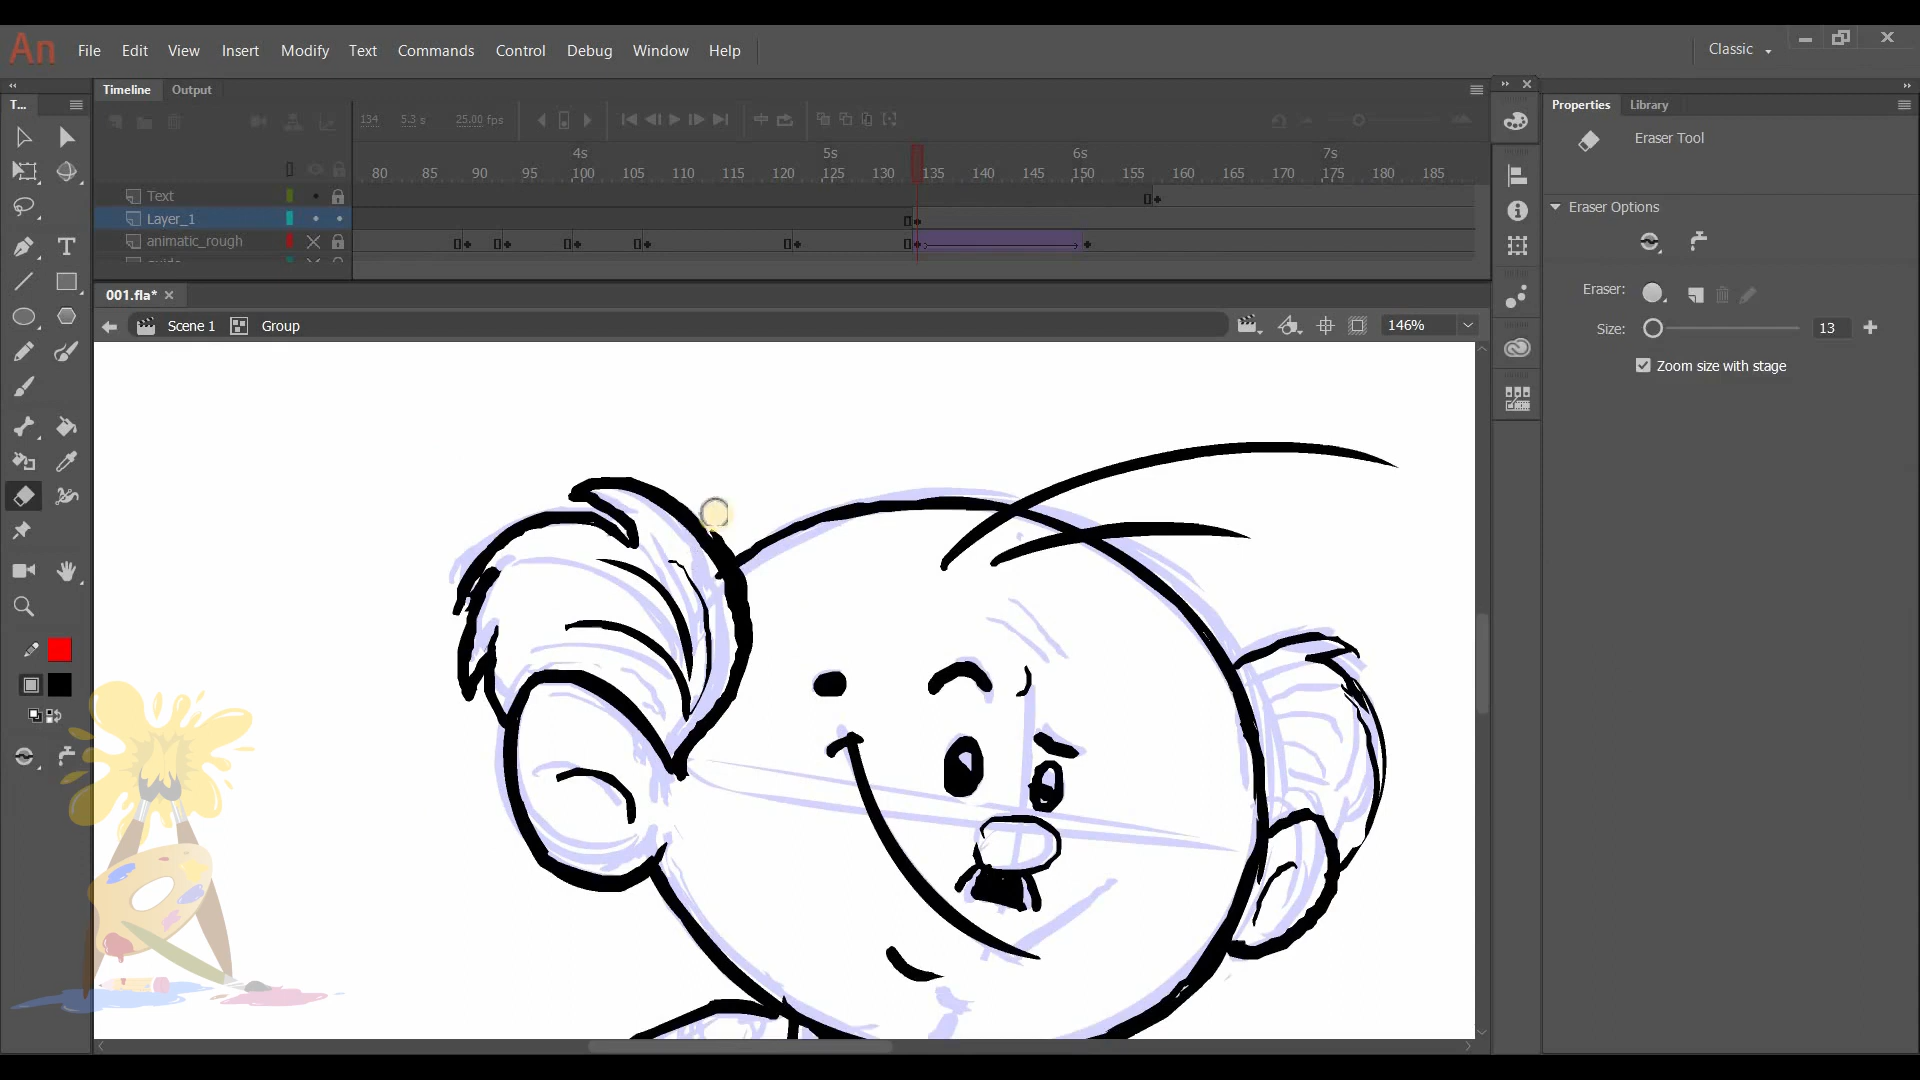 An File Edit View Insert Modify Text Commands Control Debug Window Help Classic
Timeline Output
T... Properties Library
134 5.3 s 25.00 fps
Eraser Tool
4s 5s 6s 7s
80 85 90 95 100 105 110 115 120 125 130 135 140 145 150 155 160 165 170 175 180 185
Text
Layer_1
animatic_rough
Eraser Options
Eraser:
001.fla*
Scene 1 Group 146%
Size: 13
Zoom size with stage